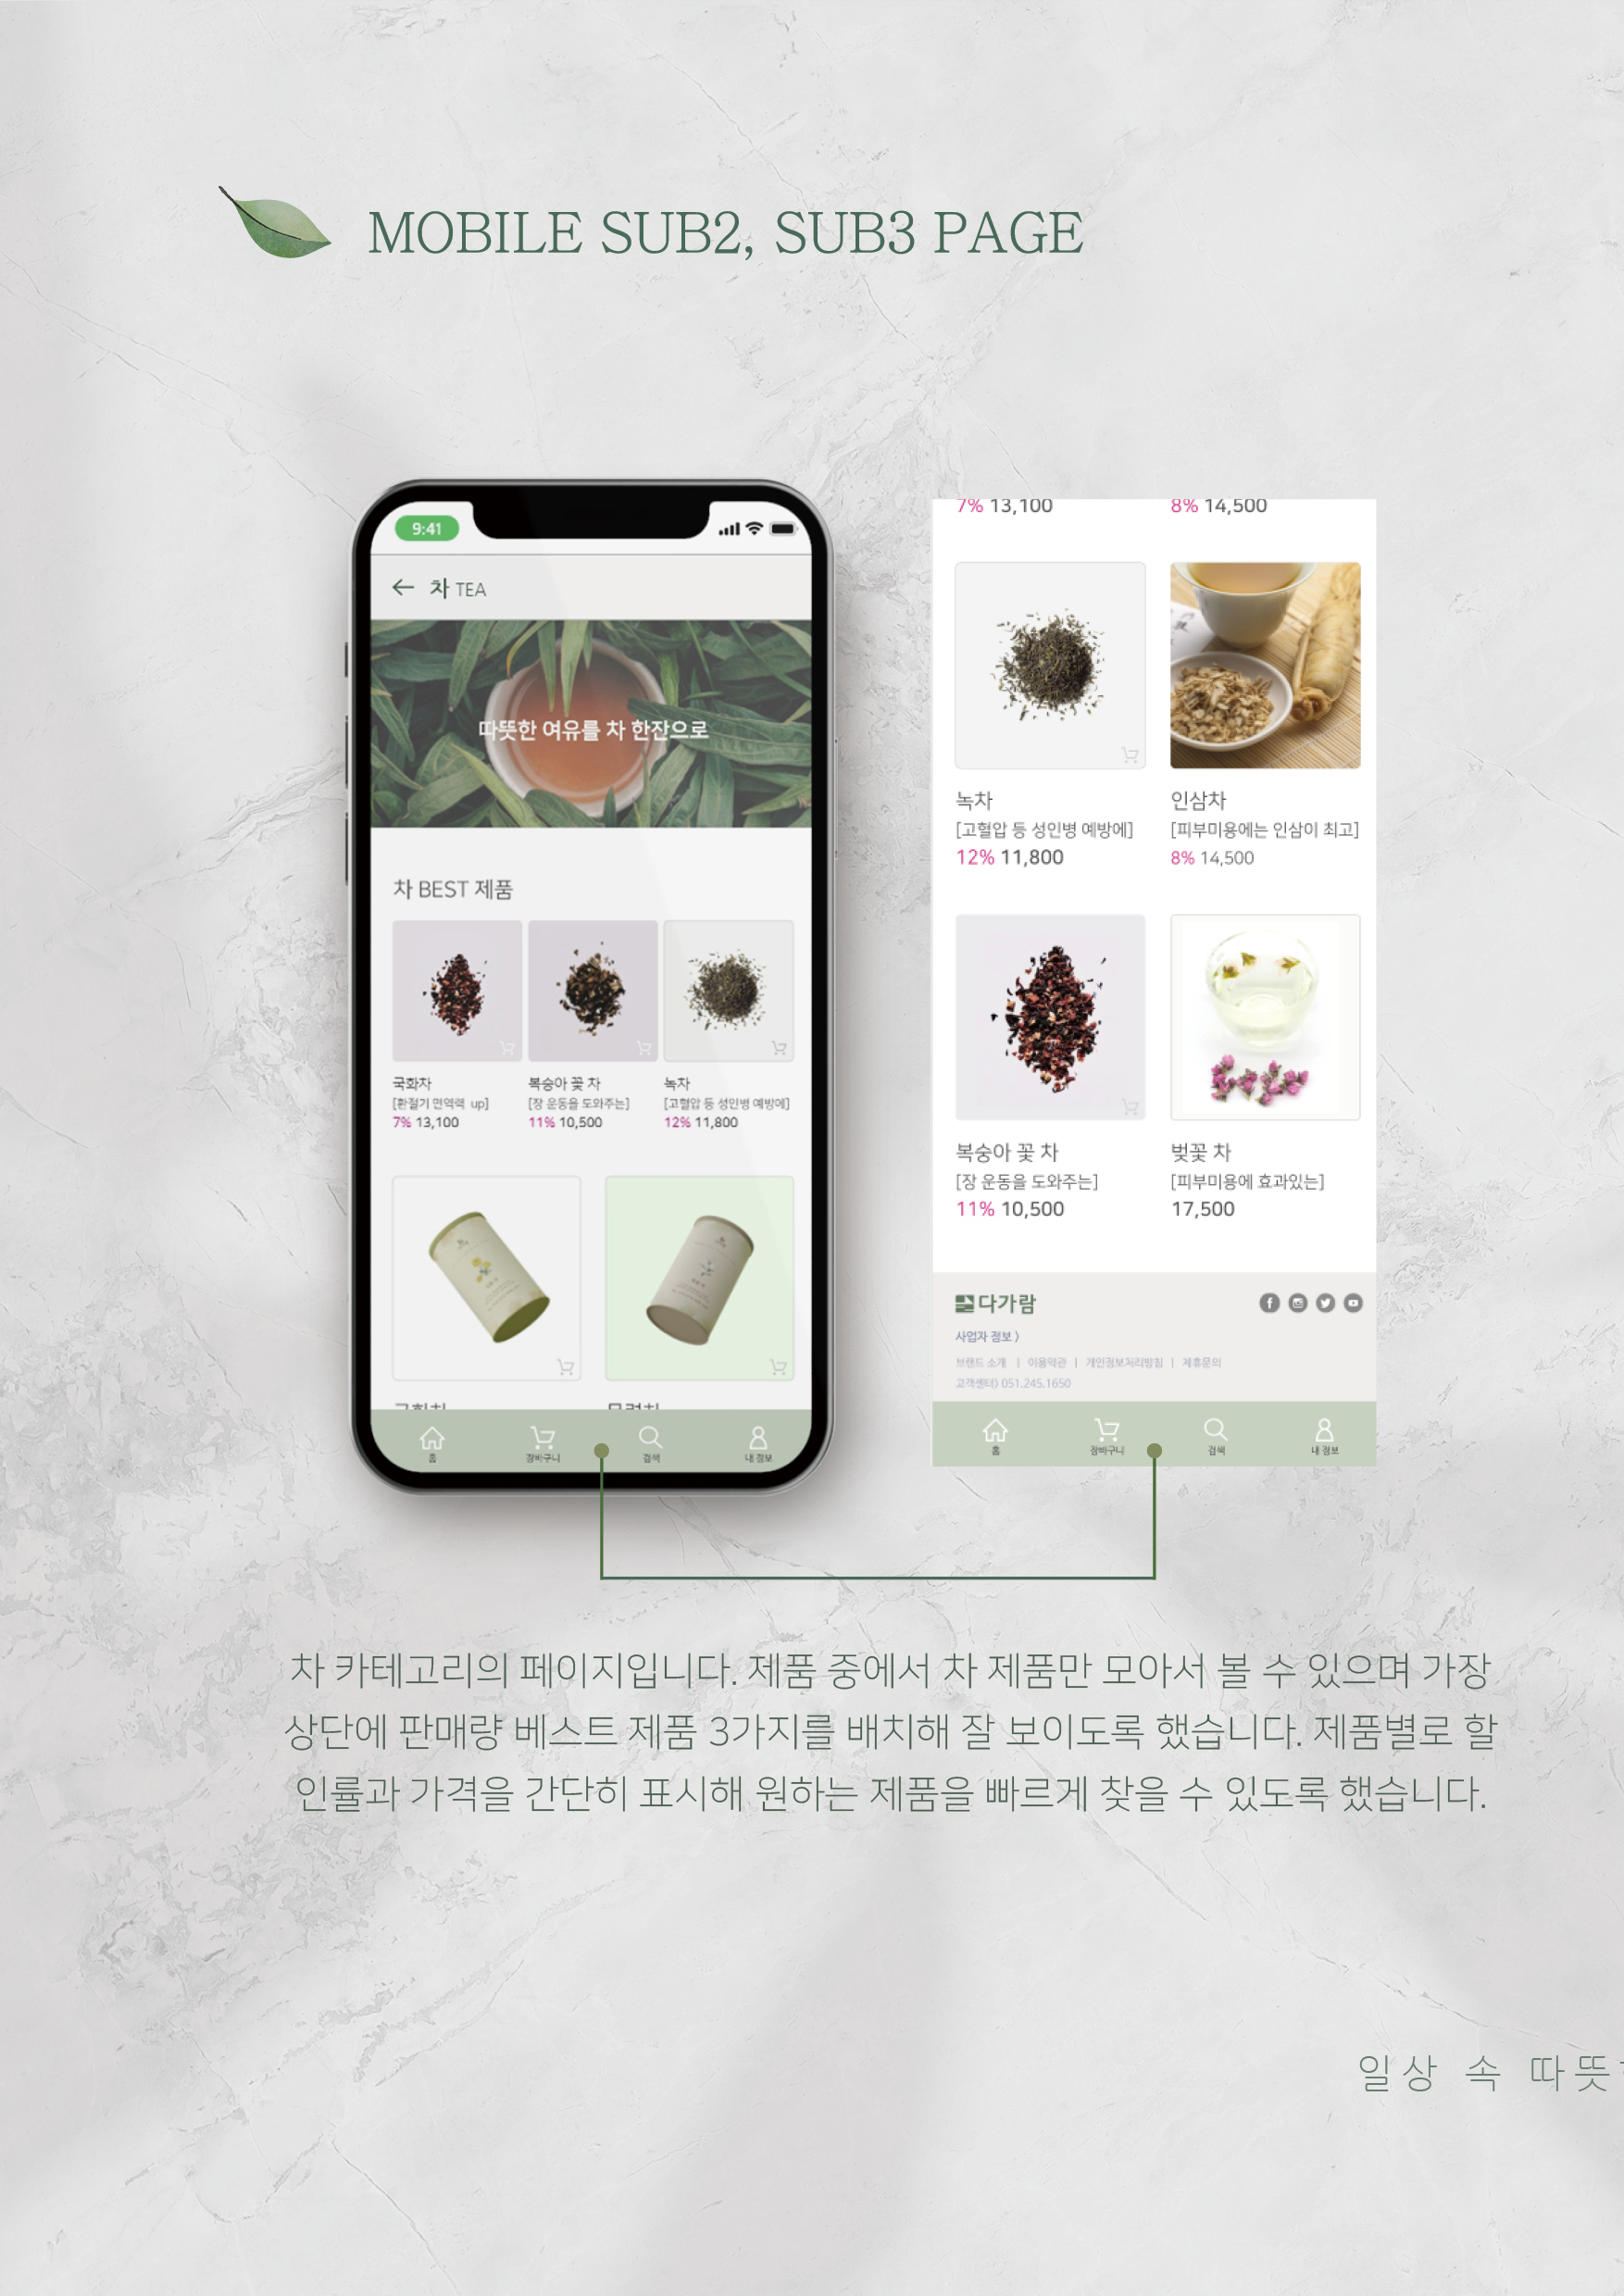 MOBILE SUB2, SUB3 PAGE
9:41
차 TEA
따뜻한 여유를 차 한잔으로
차 BEST 제품
국화차
[환절기 면역력 up]
7% 13,100
복숭아 꽃 차
[장 운동을 도와주는]
11% 10,500
녹차
[고혈압 등 성인병 예방에]
12% 11,800
홈
장바구니
검색
내 정보
7% 13,100
8% 14,500
녹차
[고혈압 등 성인병 예방에]
12% 11,800
인삼차
[피부미용에는 인삼이 최고]
8% 14,500
복숭아 꽃 차
[장 운동을 도와주는]
11% 10,500
벚꽃 차
[피부미용에 효과있는]
17,500
다가람
사업자 정보 〉
브랜드 소개 | 이용약관 | 개인정보처리방침 | 제휴문의
고객센터) 051.245.1650
홈
장바구니
검색
내 정보
차 카테고리의 페이지입니다. 제품 중에서 차 제품만 모아서 볼 수 있으며 가장
상단에 판매량 베스트 제품 3가지를 배치해 잘 보이도록 했습니다. 제품별로 할
인률과 가격을 간단히 표시해 원하는 제품을 빠르게 찾을 수 있도록 했습니다.
일상 속 따뜻